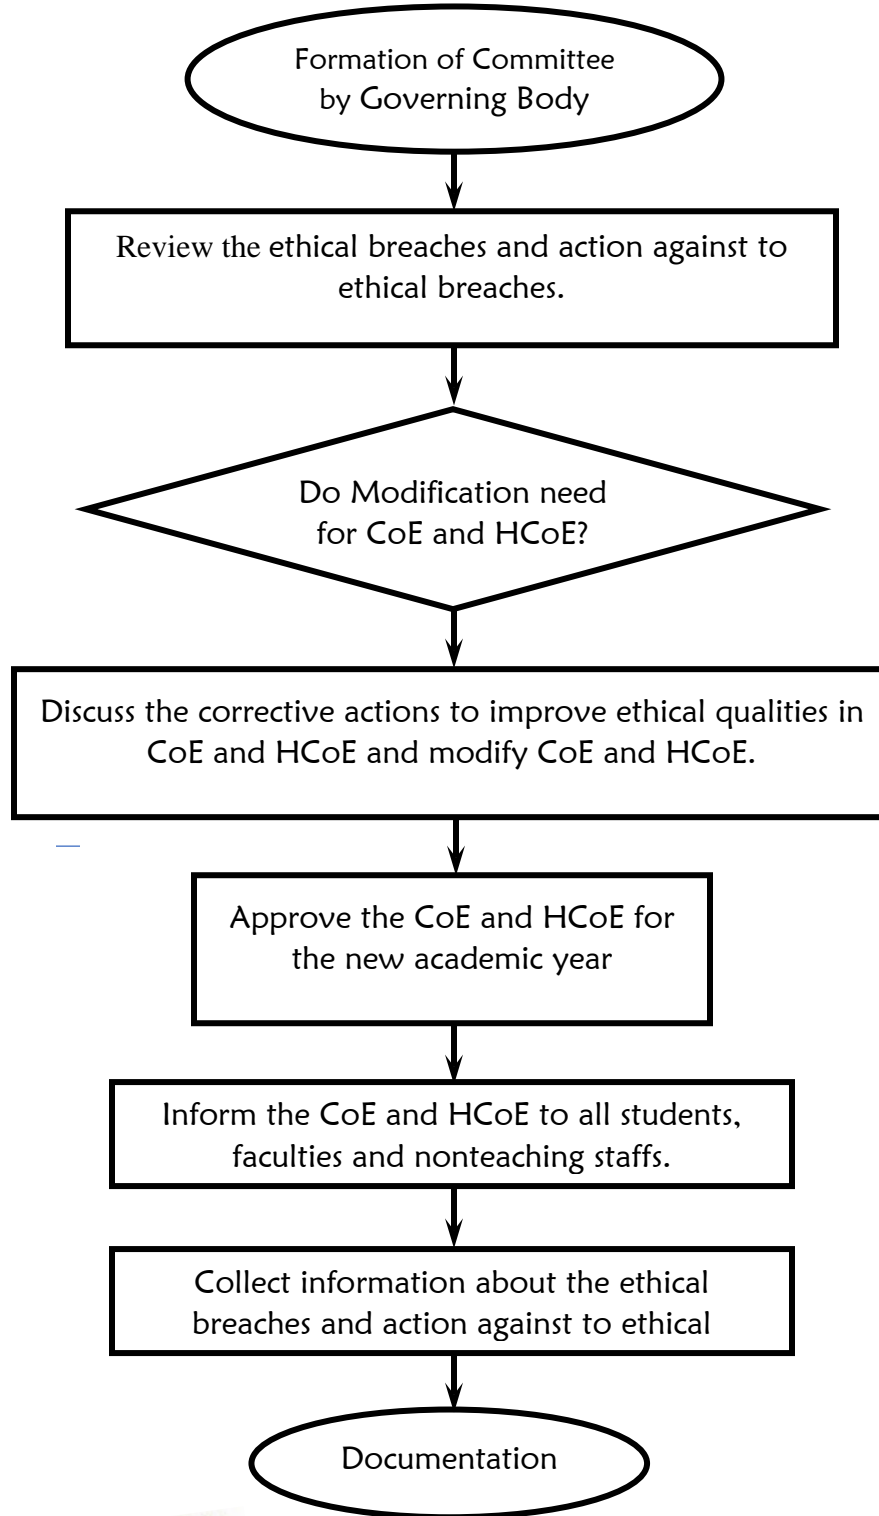 Formation of Committee
by Governing Body
Review the ethical breaches and action against to
ethical breaches.
Do Modification need
for CoE and HCoE?
Discuss the corrective actions to improve ethical qualities in
CoE and HCoE and modify CoE and HCoE.
Approve the CoE and HCoE for
the new academic year
Inform the CoE and HCoE to all students,
faculties and nonteaching staffs.
Collect information about the ethical
breaches and action against to ethical
Documentation